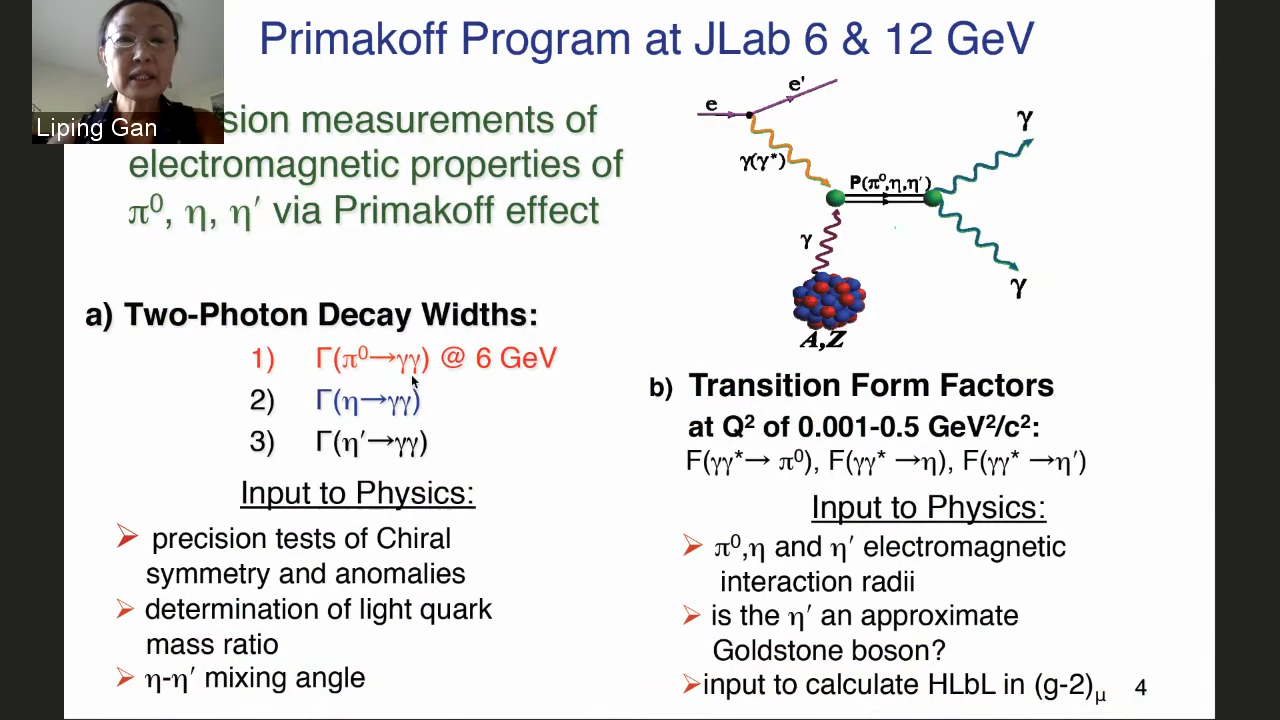 Primakoff Program at JLab 6 & 12 GeV
Liping Gan
sion measurements of
electromagnetic properties of
π⁰, η, η′ via Primakoff effect
e
e'
γ(γ*)
P(π⁰,η,η′)
γ
γ
γ
A,Z
a) Two-Photon Decay Widths:
1) Γ(π⁰→γγ) @ 6 GeV
2) Γ(η→γγ)
3) Γ(η′→γγ)
Input to Physics:
➢ precision tests of Chiral
symmetry and anomalies
➢ determination of light quark
mass ratio
➢ η-η′ mixing angle
b) Transition Form Factors
at Q² of 0.001-0.5 GeV²/c²:
F(γγ*→ π⁰), F(γγ* →η), F(γγ* →η′)
Input to Physics:
➢ π⁰,η and η′ electromagnetic
interaction radii
➢ is the η′ an approximate
Goldstone boson?
➢input to calculate HLbL in (g-2)μ
4